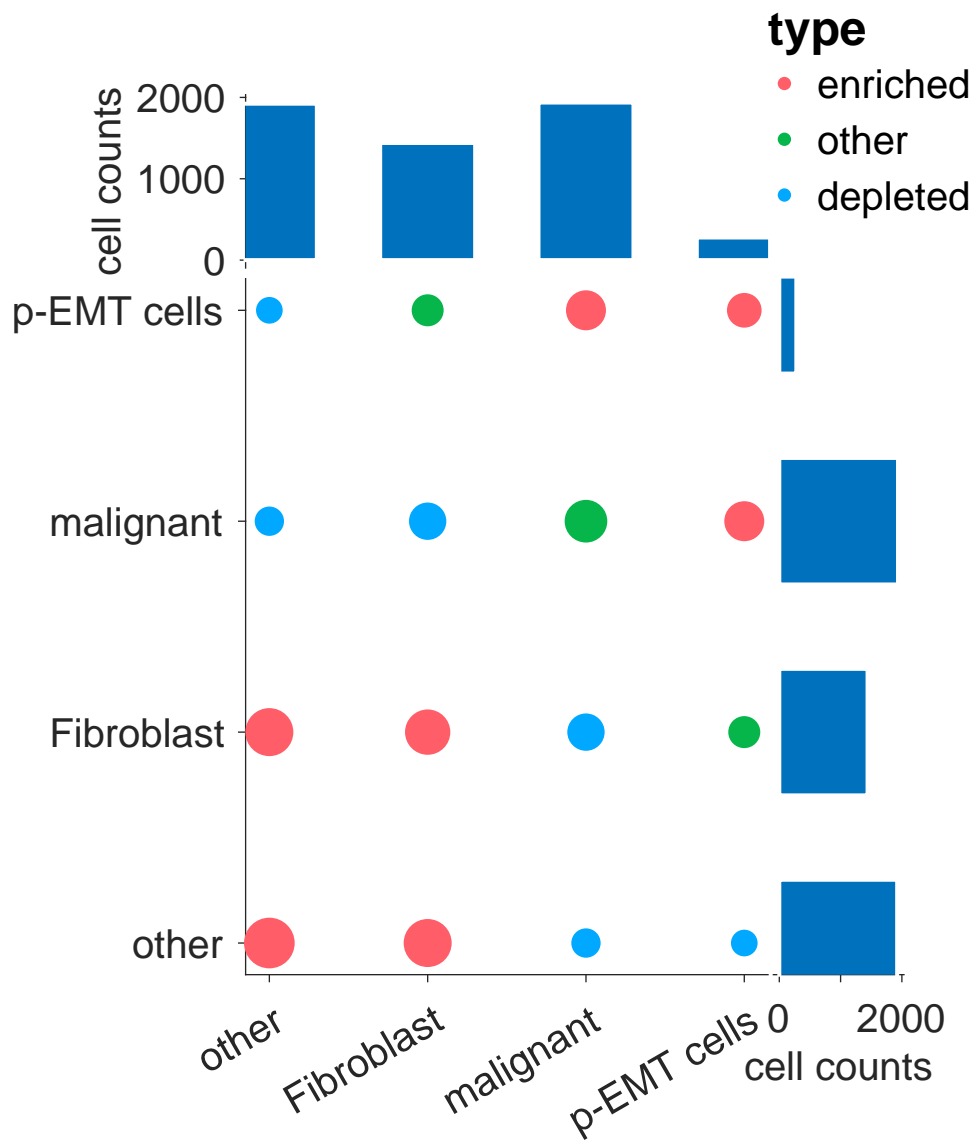 type
enriched
other
depleted
cell counts
2000
1000
0
p-EMT cells
malignant
Fibroblast
other
other
Fibroblast
malignant
p-EMT cells
0
2000
cell counts